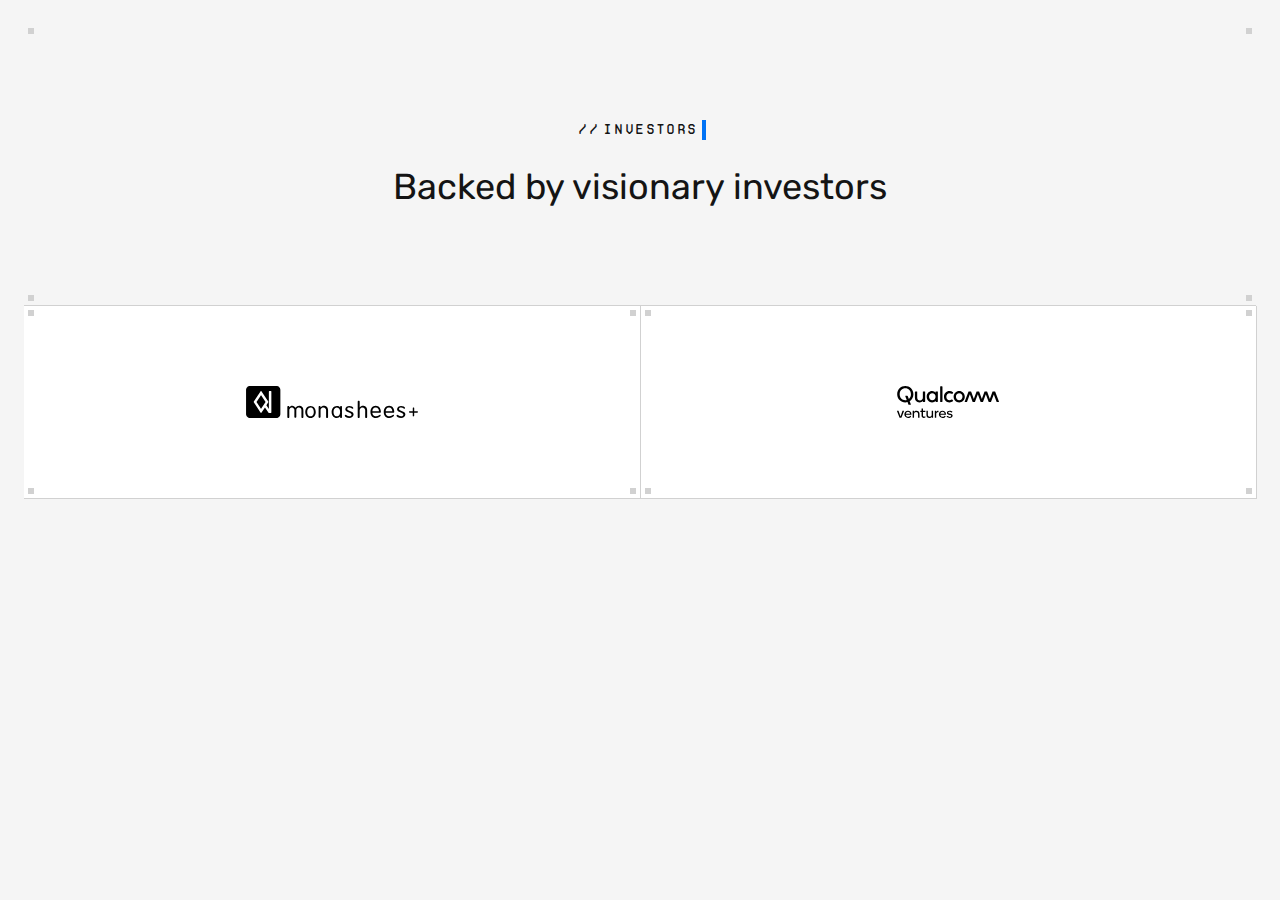 // INVESTORS
Backed by visionary investors
monashees+
Qualcomm
ventures